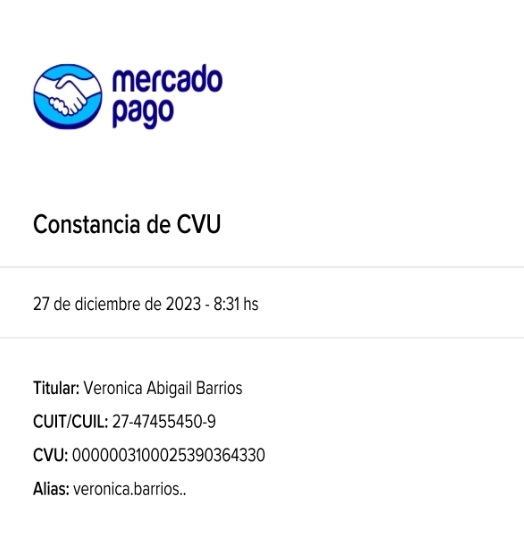 mercado
pago
Constancia de CVU
27 de diciembre de 2023 - 8:31 hs
Titular: Veronica Abigail Barrios
CUIT/CUIL: 27-47455450-9
CVU: 0000003100025390364330
Alias: veronica.barrios..